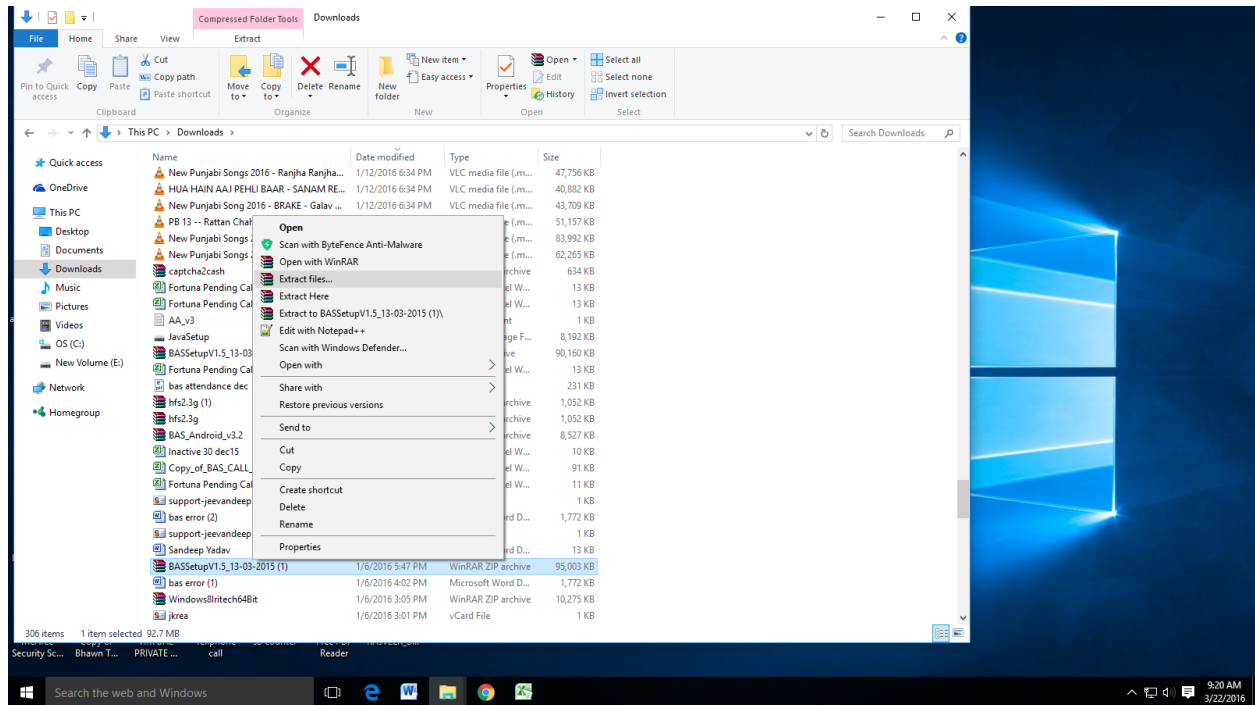 Compressed Folder Tools Downloads
File Home Share View Extract
Pin to Quick access
Copy
Paste
Cut
Copy path
Paste shortcut
Clipboard
Move to
Copy to
Delete
Rename
Organize
New folder
New item
Easy access
New
Properties
Open
Edit
History
Open
Select all
Select none
Invert selection
Select
This PC > Downloads >
Search Downloads
Quick access
OneDrive
This PC
Desktop
Documents
Downloads
Music
Pictures
Videos
OS (C:)
New Volume (E:)
Network
Homegroup
Name Date modified Type Size
New Punjabi Songs 2016 - Ranjha Ranjha... 1/12/2016 6:34 PM VLC media file (.m... 47,756 KB
HUA HAIN AAJ PEHLI BAAR - SANAM RE... 1/12/2016 6:34 PM VLC media file (.m... 40,882 KB
New Punjabi Song 2016 - BRAKE - Galav ... 1/12/2016 6:34 PM VLC media file (.m... 43,709 KB
PB 13 -- Rattan Chah e (.m... 51,157 KB
New Punjabi Songs e (.m... 83,992 KB
New Punjabi Songs e (.m... 62,265 KB
captcha2cash rchive 634 KB
Fortuna Pending Cal el W... 13 KB
Fortuna Pending Cal el W... 13 KB
AA_v3 nt 1 KB
JavaSetup age F... 8,192 KB
BASSetupV1.5_13-03 ive 90,160 KB
Fortuna Pending Cal el W... 13 KB
bas attendance dec 231 KB
hfs2.3g (1) rchive 1,052 KB
hfs2.3g rchive 1,052 KB
BAS_Android_v3.2 rchive 8,527 KB
Inactive 30 dec15 el W... 10 KB
Copy_of_BAS_CALL_ el W... 91 KB
Fortuna Pending Cal el W... 11 KB
support-jeevandeep 1 KB
bas error (2) rd D... 1,772 KB
support-jeevandeep 1 KB
Sandeep Yadav rd D... 13 KB
BASSetupV1.5_13-03-2015 (1) 1/6/2016 5:47 PM WinRAR ZIP archive 95,003 KB
bas error (1) 1/6/2016 4:02 PM Microsoft Word D... 1,772 KB
Windows8Iritech64Bit 1/6/2016 3:05 PM WinRAR ZIP archive 10,275 KB
jkrea 1/6/2016 3:01 PM vCard File 1 KB
Open
Scan with ByteFence Anti-Malware
Open with WinRAR
Extract files...
Extract Here
Extract to BASSetupV1.5_13-03-2015 (1)\
Edit with Notepad++
Scan with Windows Defender...
Open with
Share with
Restore previous versions
Send to
Cut
Copy
Create shortcut
Delete
Rename
Properties
306 items 1 item selected 92.7 MB
Security Sc... Bhawn T... PRIVATE ... call Reader
Search the web and Windows
9:20 AM
3/22/2016